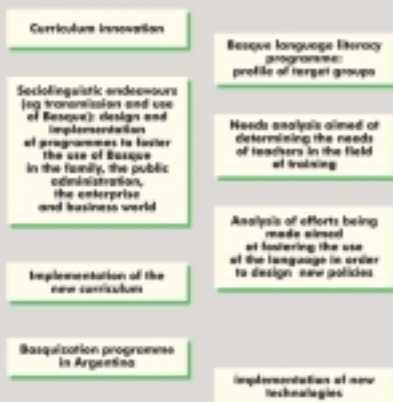 Curriculum innovation
Sociolinguistic endeavours
(eg transmission and use
of Basque): design and
implementation
of programmes to foster
the use of Basque
in the family, the public
administration,
the enterprise
and business world
Implementation of the
new curriculum
Basquization programme
in Argentina
Basque language literacy
programme:
profile of target groups
Needs analysis aimed at
determining the needs
of teachers in the field
of training
Analysis of efforts being
made aimed
at fostering the use
of the language in order
to design new policies
implementation of new
technologies